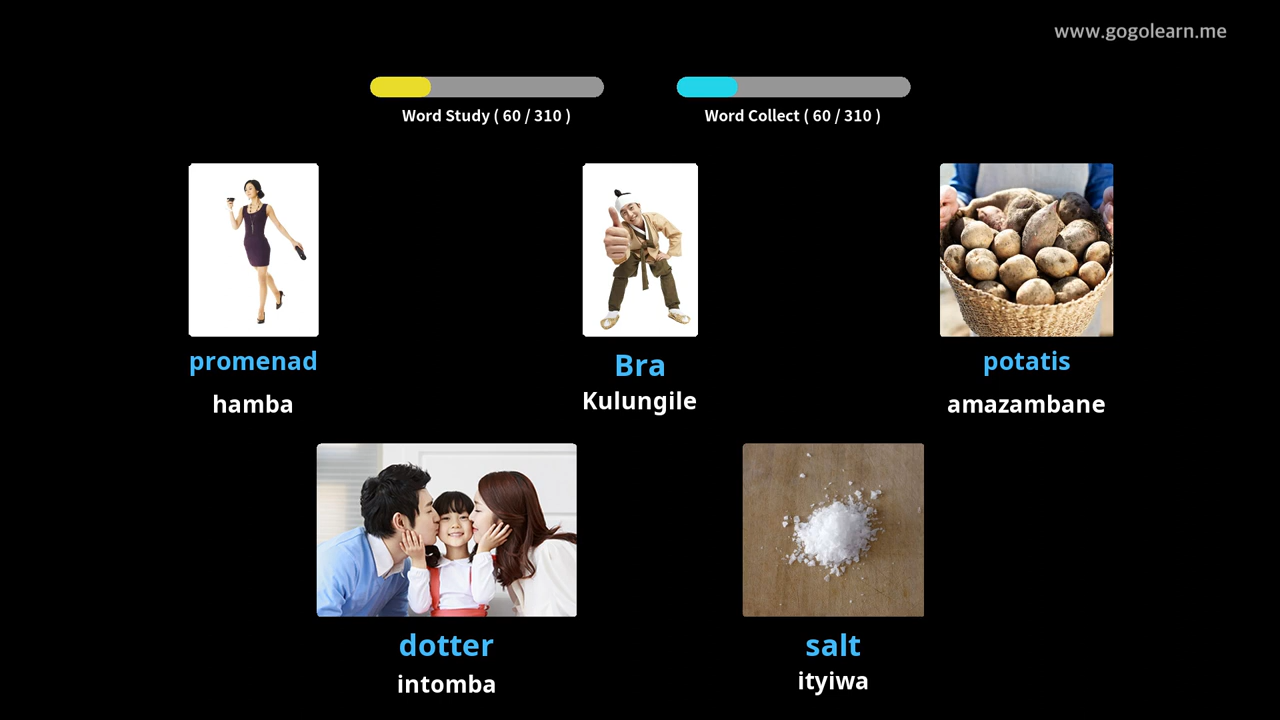 www.gogolearn.me
Word Study ( 60 / 310 )
Word Collect ( 60 / 310 )
promenad
hamba
Bra
Kulungile
potatis
amazambane
dotter
intomba
salt
ityiwa